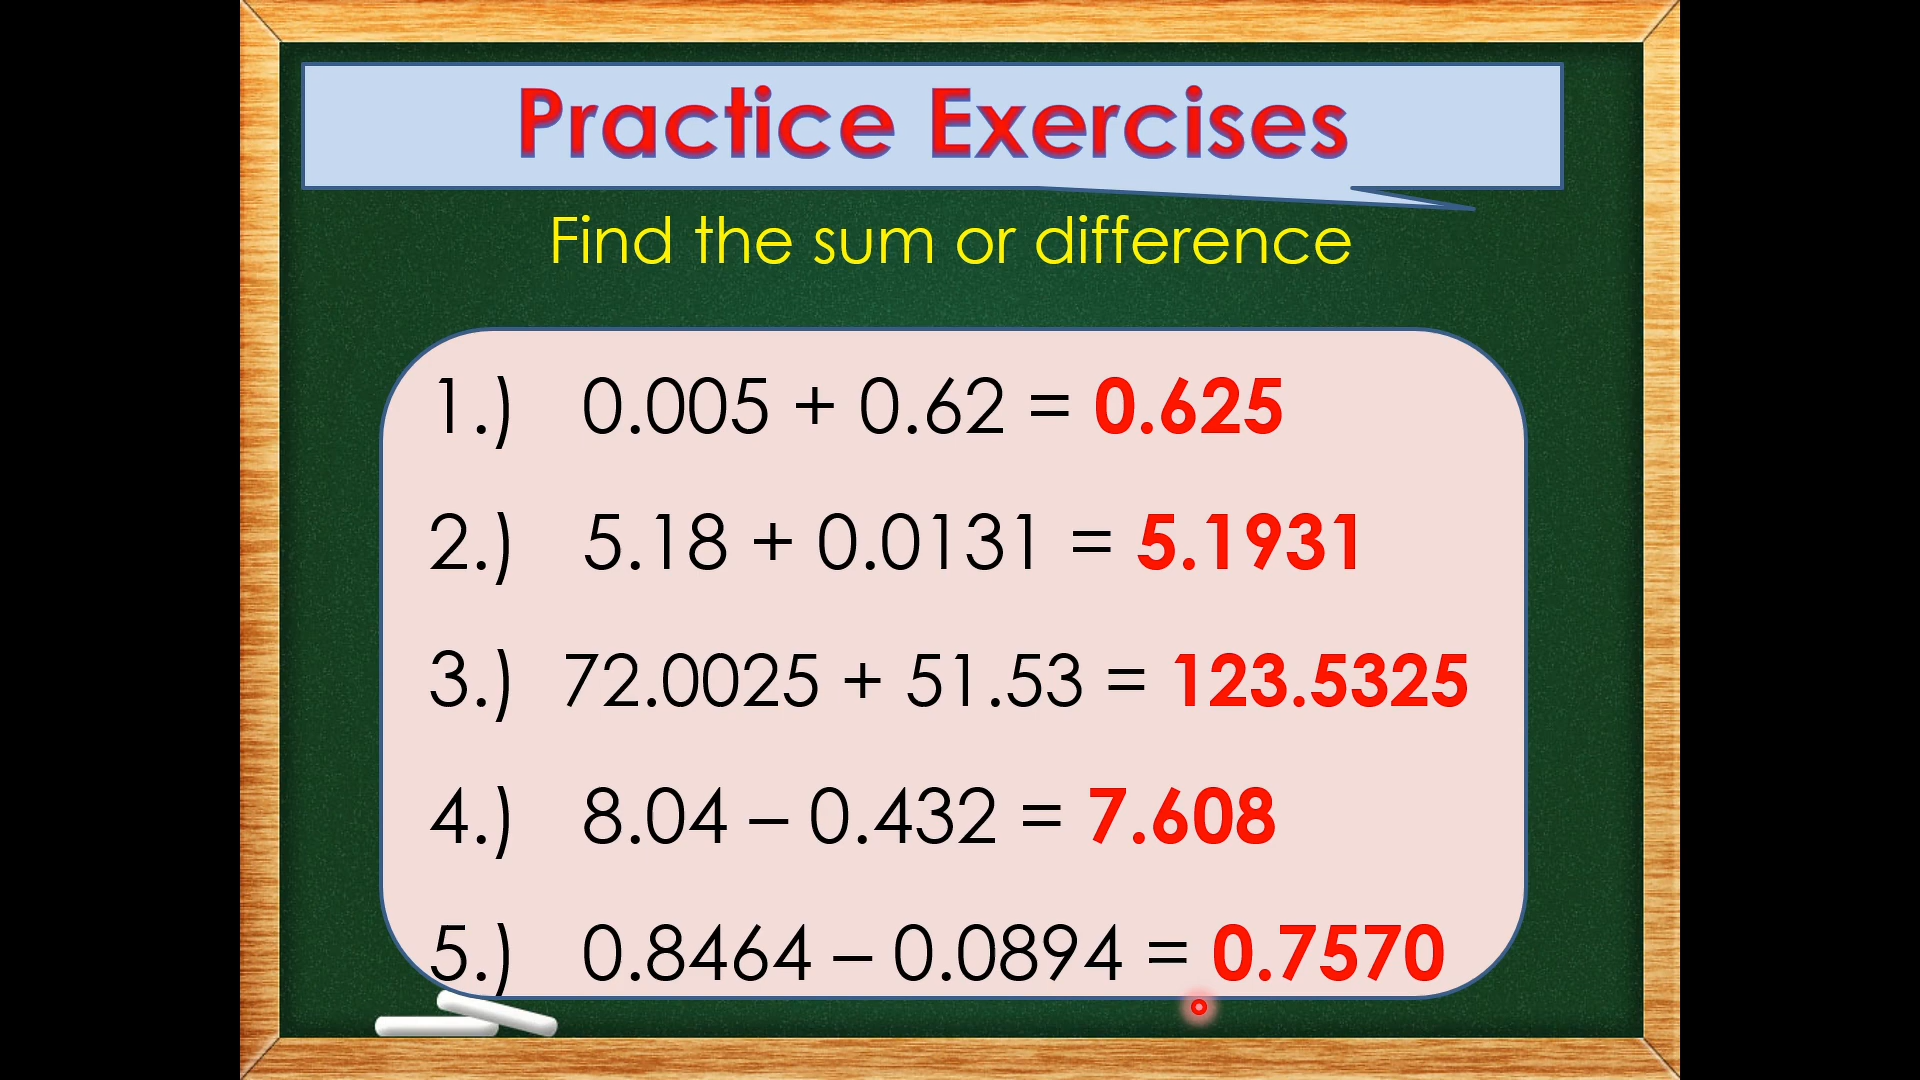 Practice Exercises
Find the sum or difference
1.) 0.005 + 0.62 = 0.625
2.) 5.18 + 0.0131 = 5.1931
3.) 72.0025 + 51.53 = 123.5325
4.) 8.04 – 0.432 = 7.608
5.) 0.8464 – 0.0894 = 0.7570